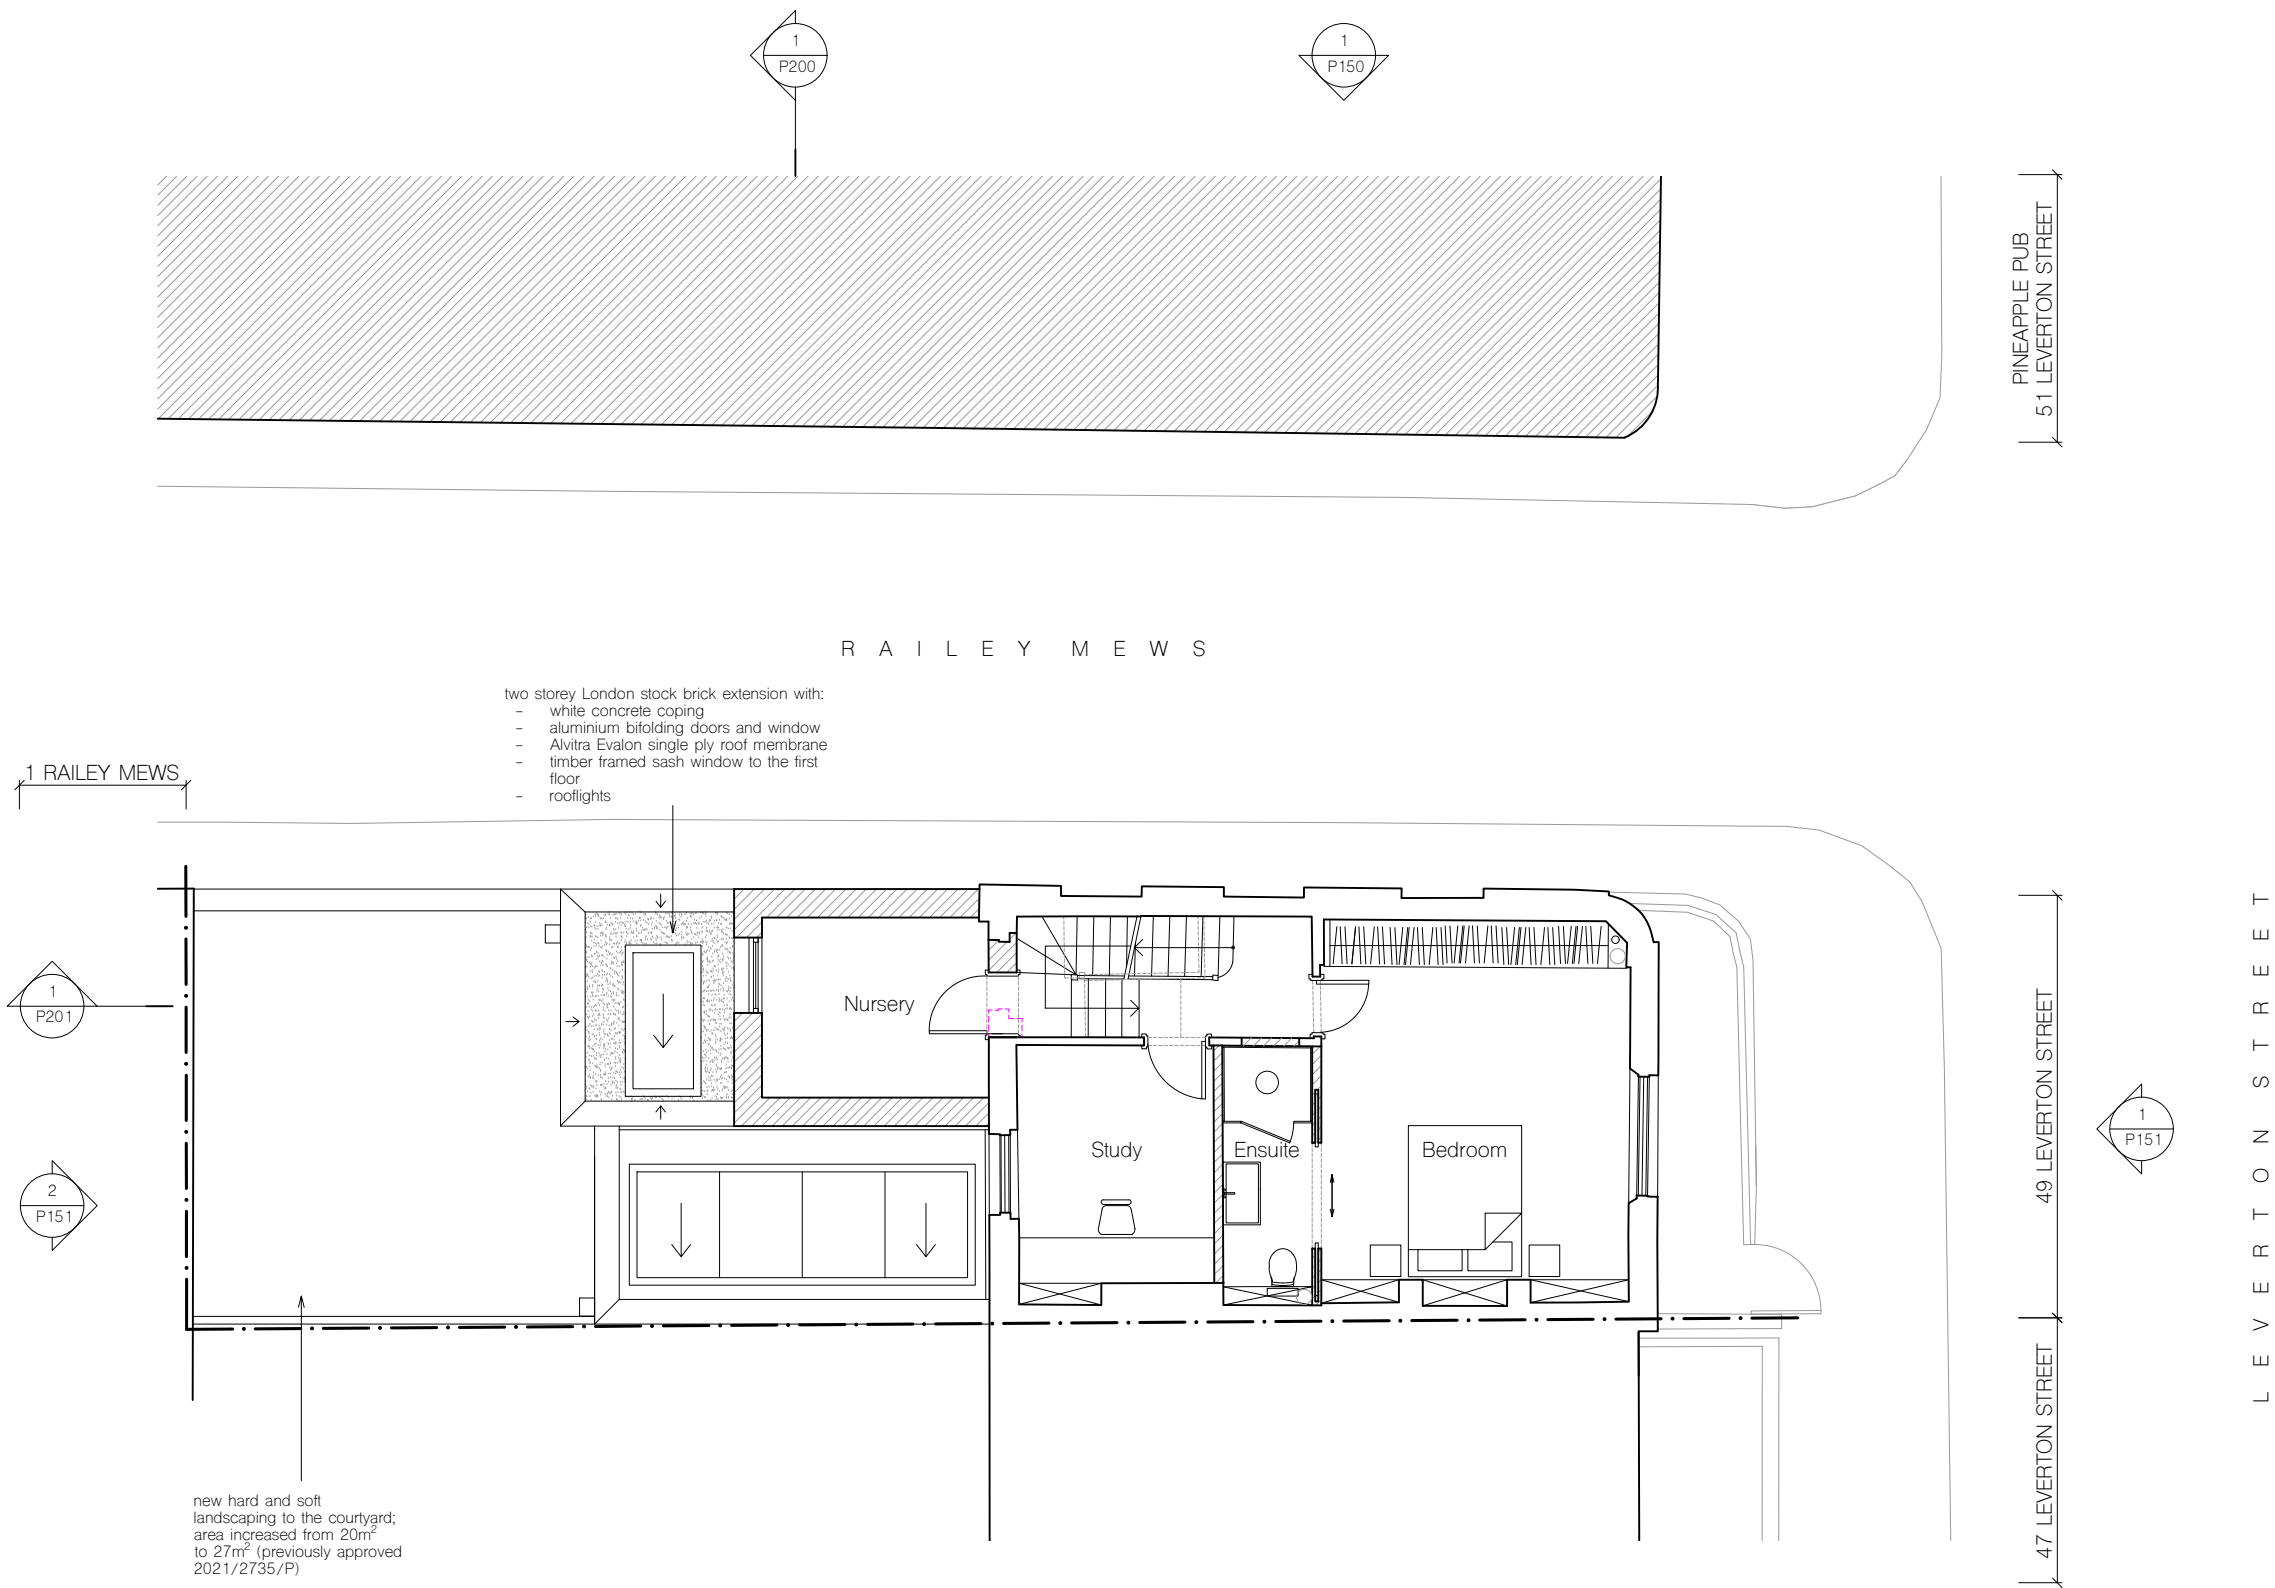 1
P200
1
P150
PINEAPPLE PUB
51 LEVERTON STREET
RAILEY MEWS
two storey London stock brick extension with:
- white concrete coping
- aluminium bifolding doors and window
- Alvitra Evalon single ply roof membrane
- timber framed sash window to the first
floor
- rooflights
1 RAILEY MEWS
1
P201
2
P151
Nursery
Study
Ensuite
Bedroom
49 LEVERTON STREET
1
P151
LEVERTON STREET
47 LEVERTON STREET
new hard and soft
landscaping to the courtyard;
area increased from 20m²
to 27m² (previously approved
2021/2735/P)